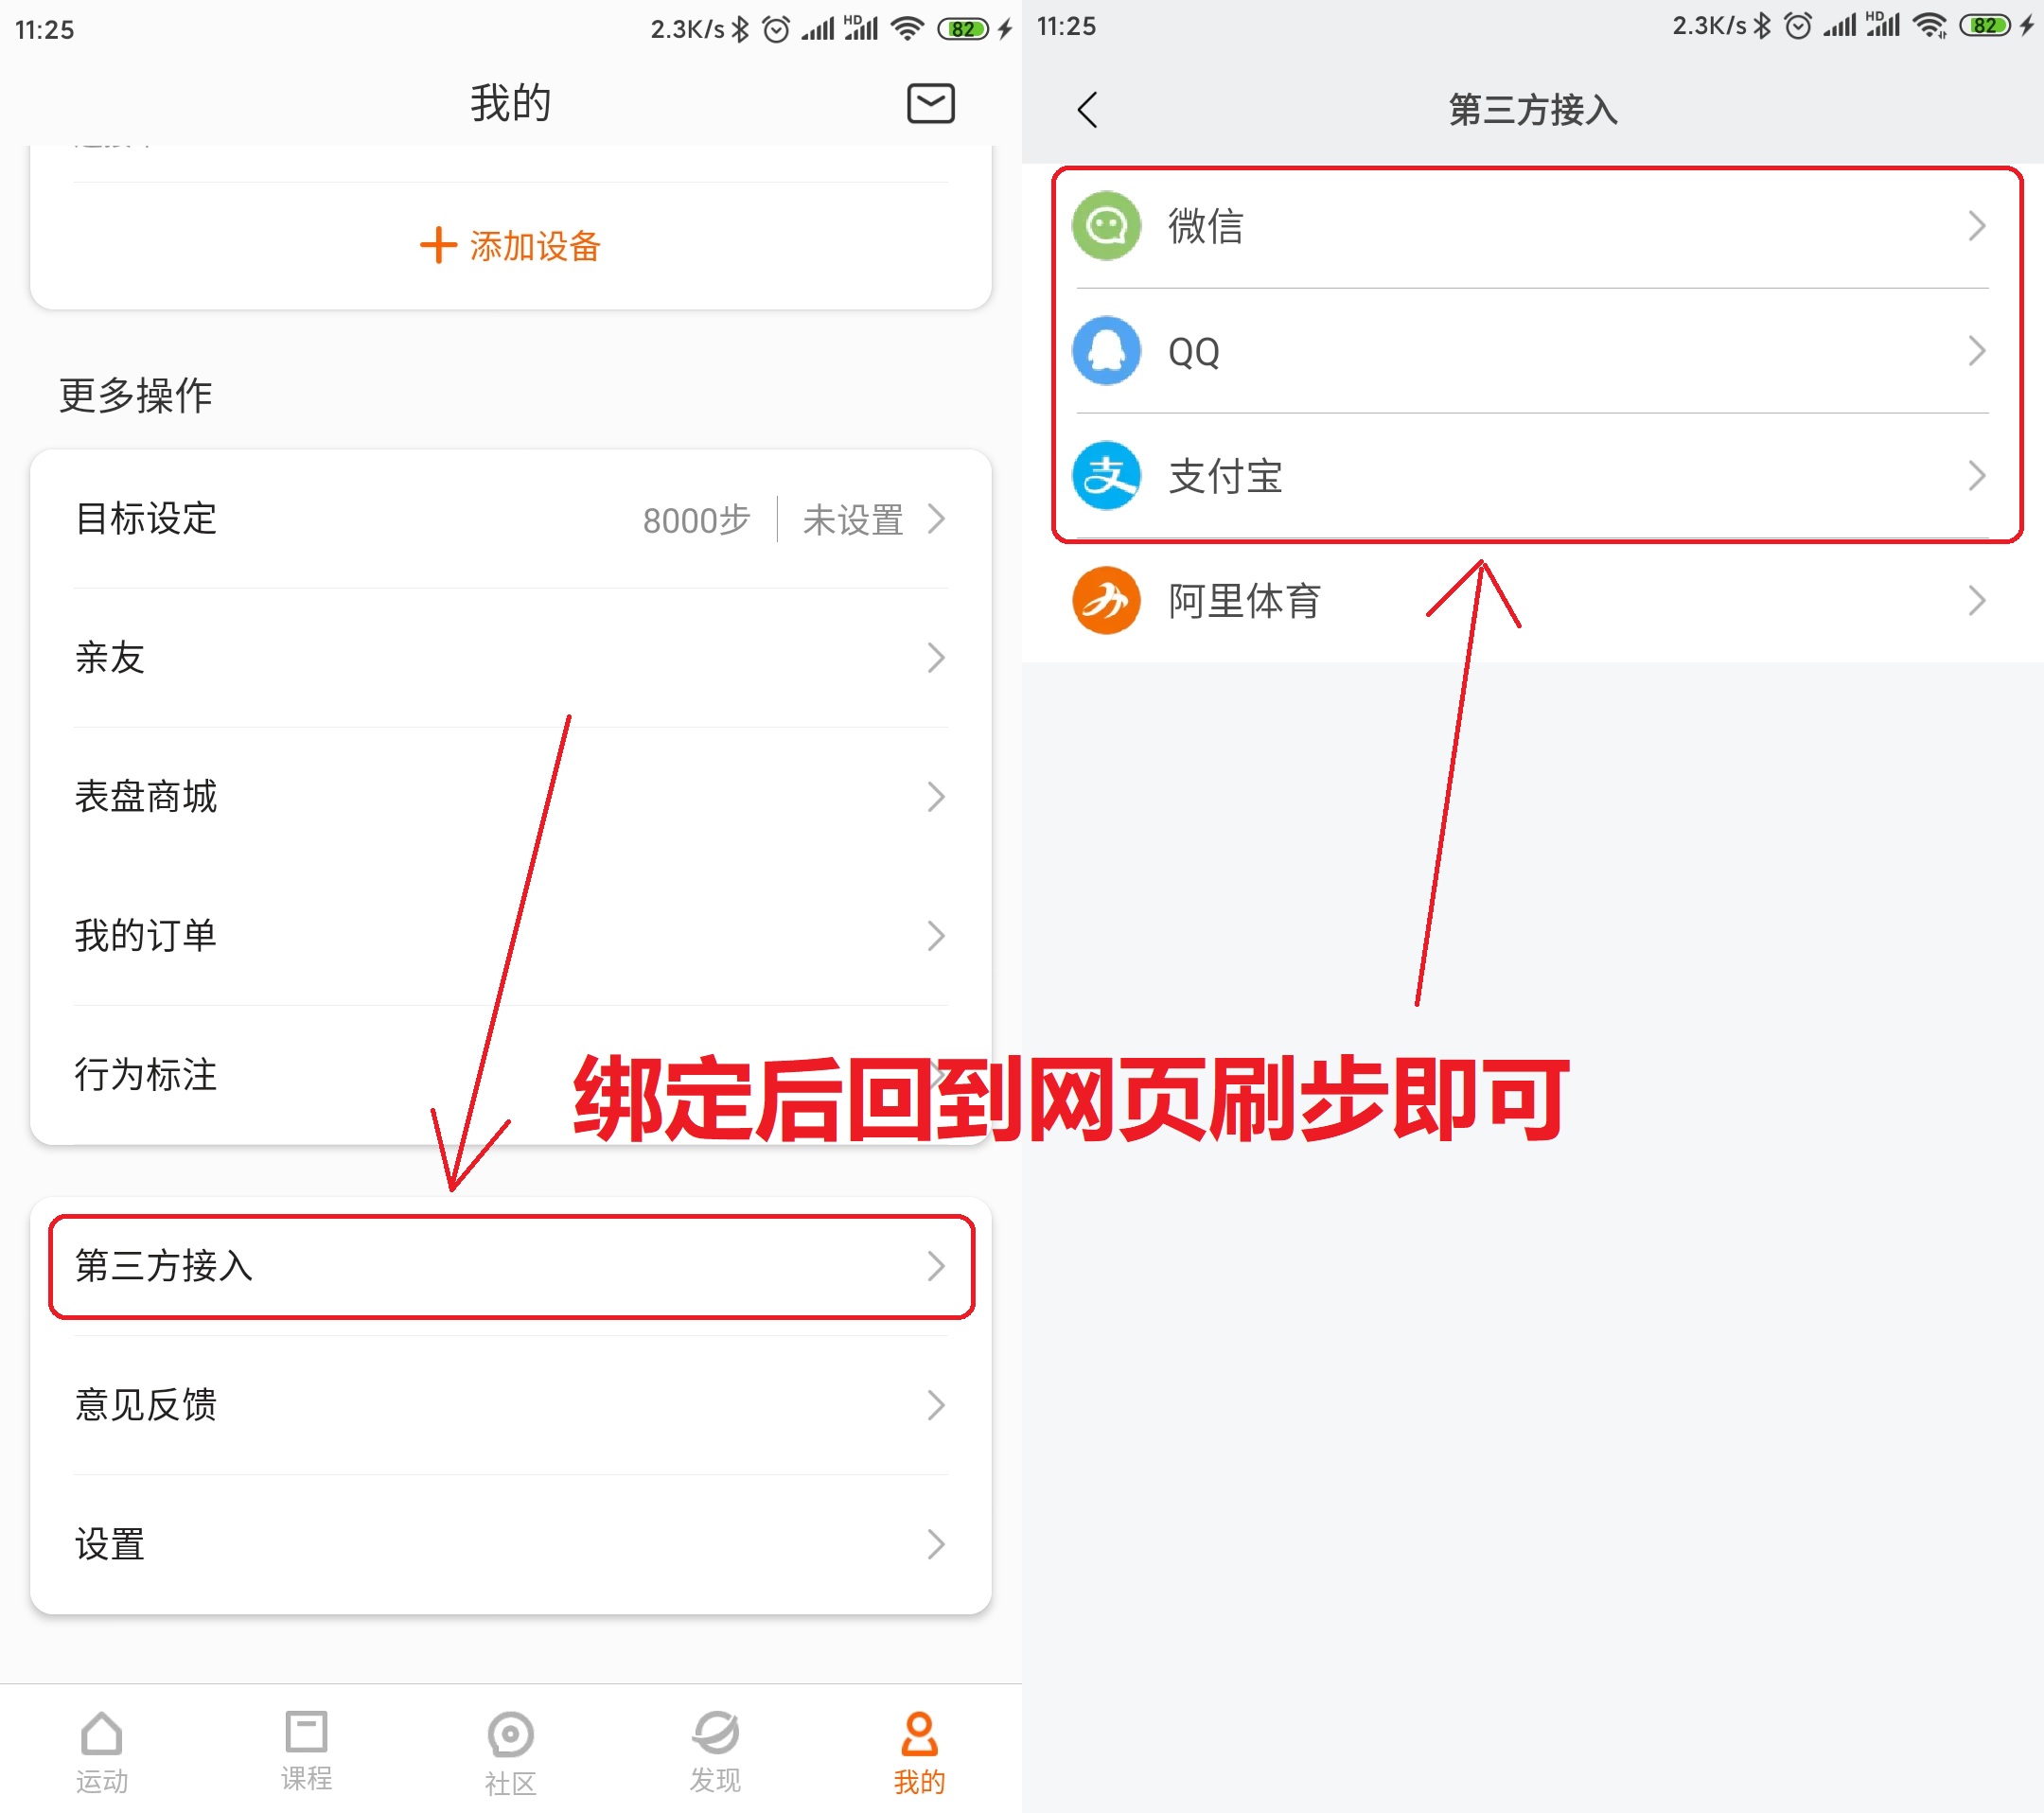 11:25
2.3K/s
HD
82
我的
添加设备
更多操作
目标设定
8000步
未设置
亲友
表盘商城
我的订单
行为标注
第三方接入
意见反馈
设置
运动
课程
社区
发现
我的
11:25
2.3K/s
HD
82
第三方接入
微信
QQ
支
支付宝
阿里体育
绑定后回到网页刷步即可